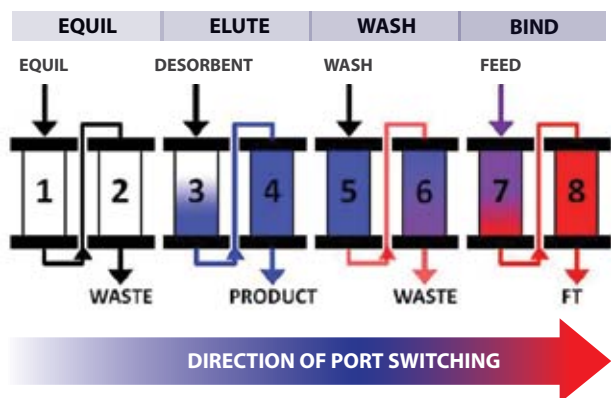 EQUIL ELUTE WASH BIND
EQUIL DESORBENT WASH FEED
1 2 3 4 5 6 7 8
WASTE PRODUCT WASTE FT
DIRECTION OF PORT SWITCHING